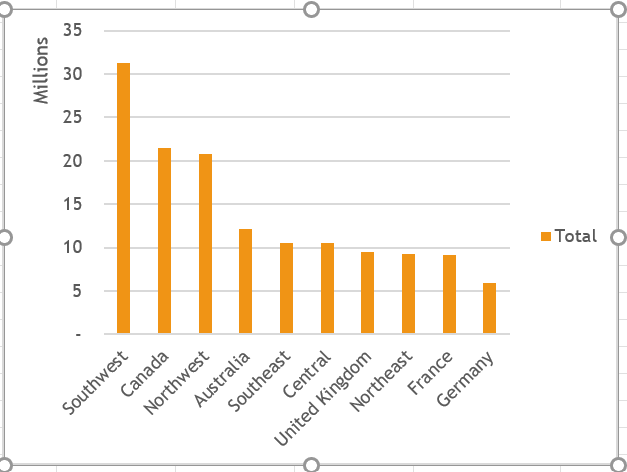 Millions
35
30
25
20
15
10
5
-
Southwest
Canada
Northwest
Australia
Southeast
Central
United Kingdom
Northeast
France
Germany
Total